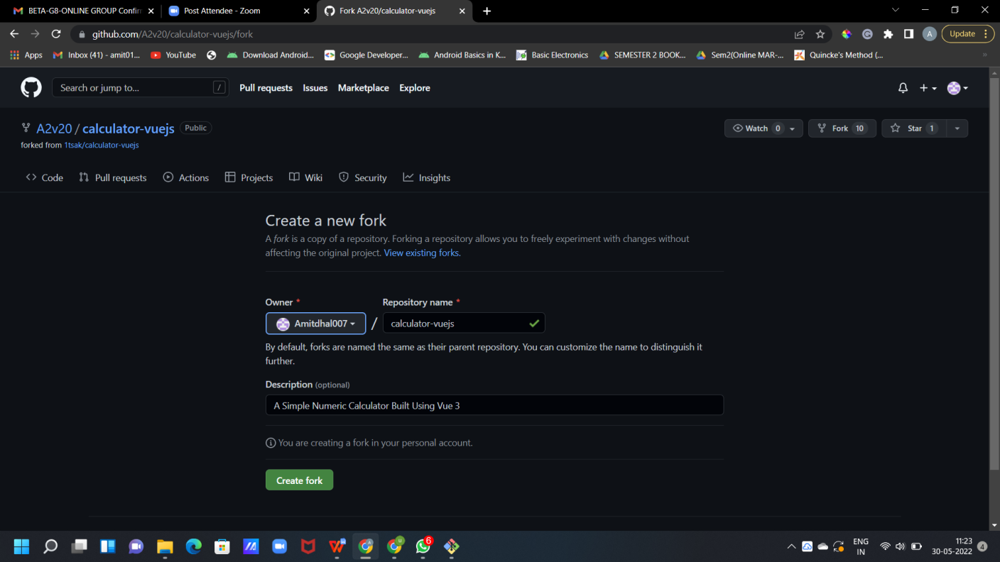 BETA-G8-ONLINE GROUP Confirm
Post Attendee - Zoom
Fork A2v20/calculator-vuejs
github.com/A2v20/calculator-vuejs/fork
A
Update
Apps
Inbox (41) - amit01...
YouTube
Download Android...
Google Developer...
Android Basics in K...
Basic Electronics
SEMESTER 2 BOOK...
Sem2(Online MAR-...
Quincke's Method (...
»
Search or jump to...
/
Pull requests
Issues
Marketplace
Explore
A2v20 / calculator-vuejs
Public
Watch 0
Fork 10
Star 1
forked from 1tsak/calculator-vuejs
Code
Pull requests
Actions
Projects
Wiki
Security
Insights
Create a new fork
A fork is a copy of a repository. Forking a repository allows you to freely experiment with changes without
affecting the original project. View existing forks.
Owner *
Repository name *
Amitdhal007
/
calculator-vuejs
By default, forks are named the same as their parent repository. You can customize the name to distinguish it
further.
Description (optional)
A Simple Numeric Calculator Built Using Vue 3
You are creating a fork in your personal account.
Create fork
6
ENG
IN
11:23
30-05-2022
4